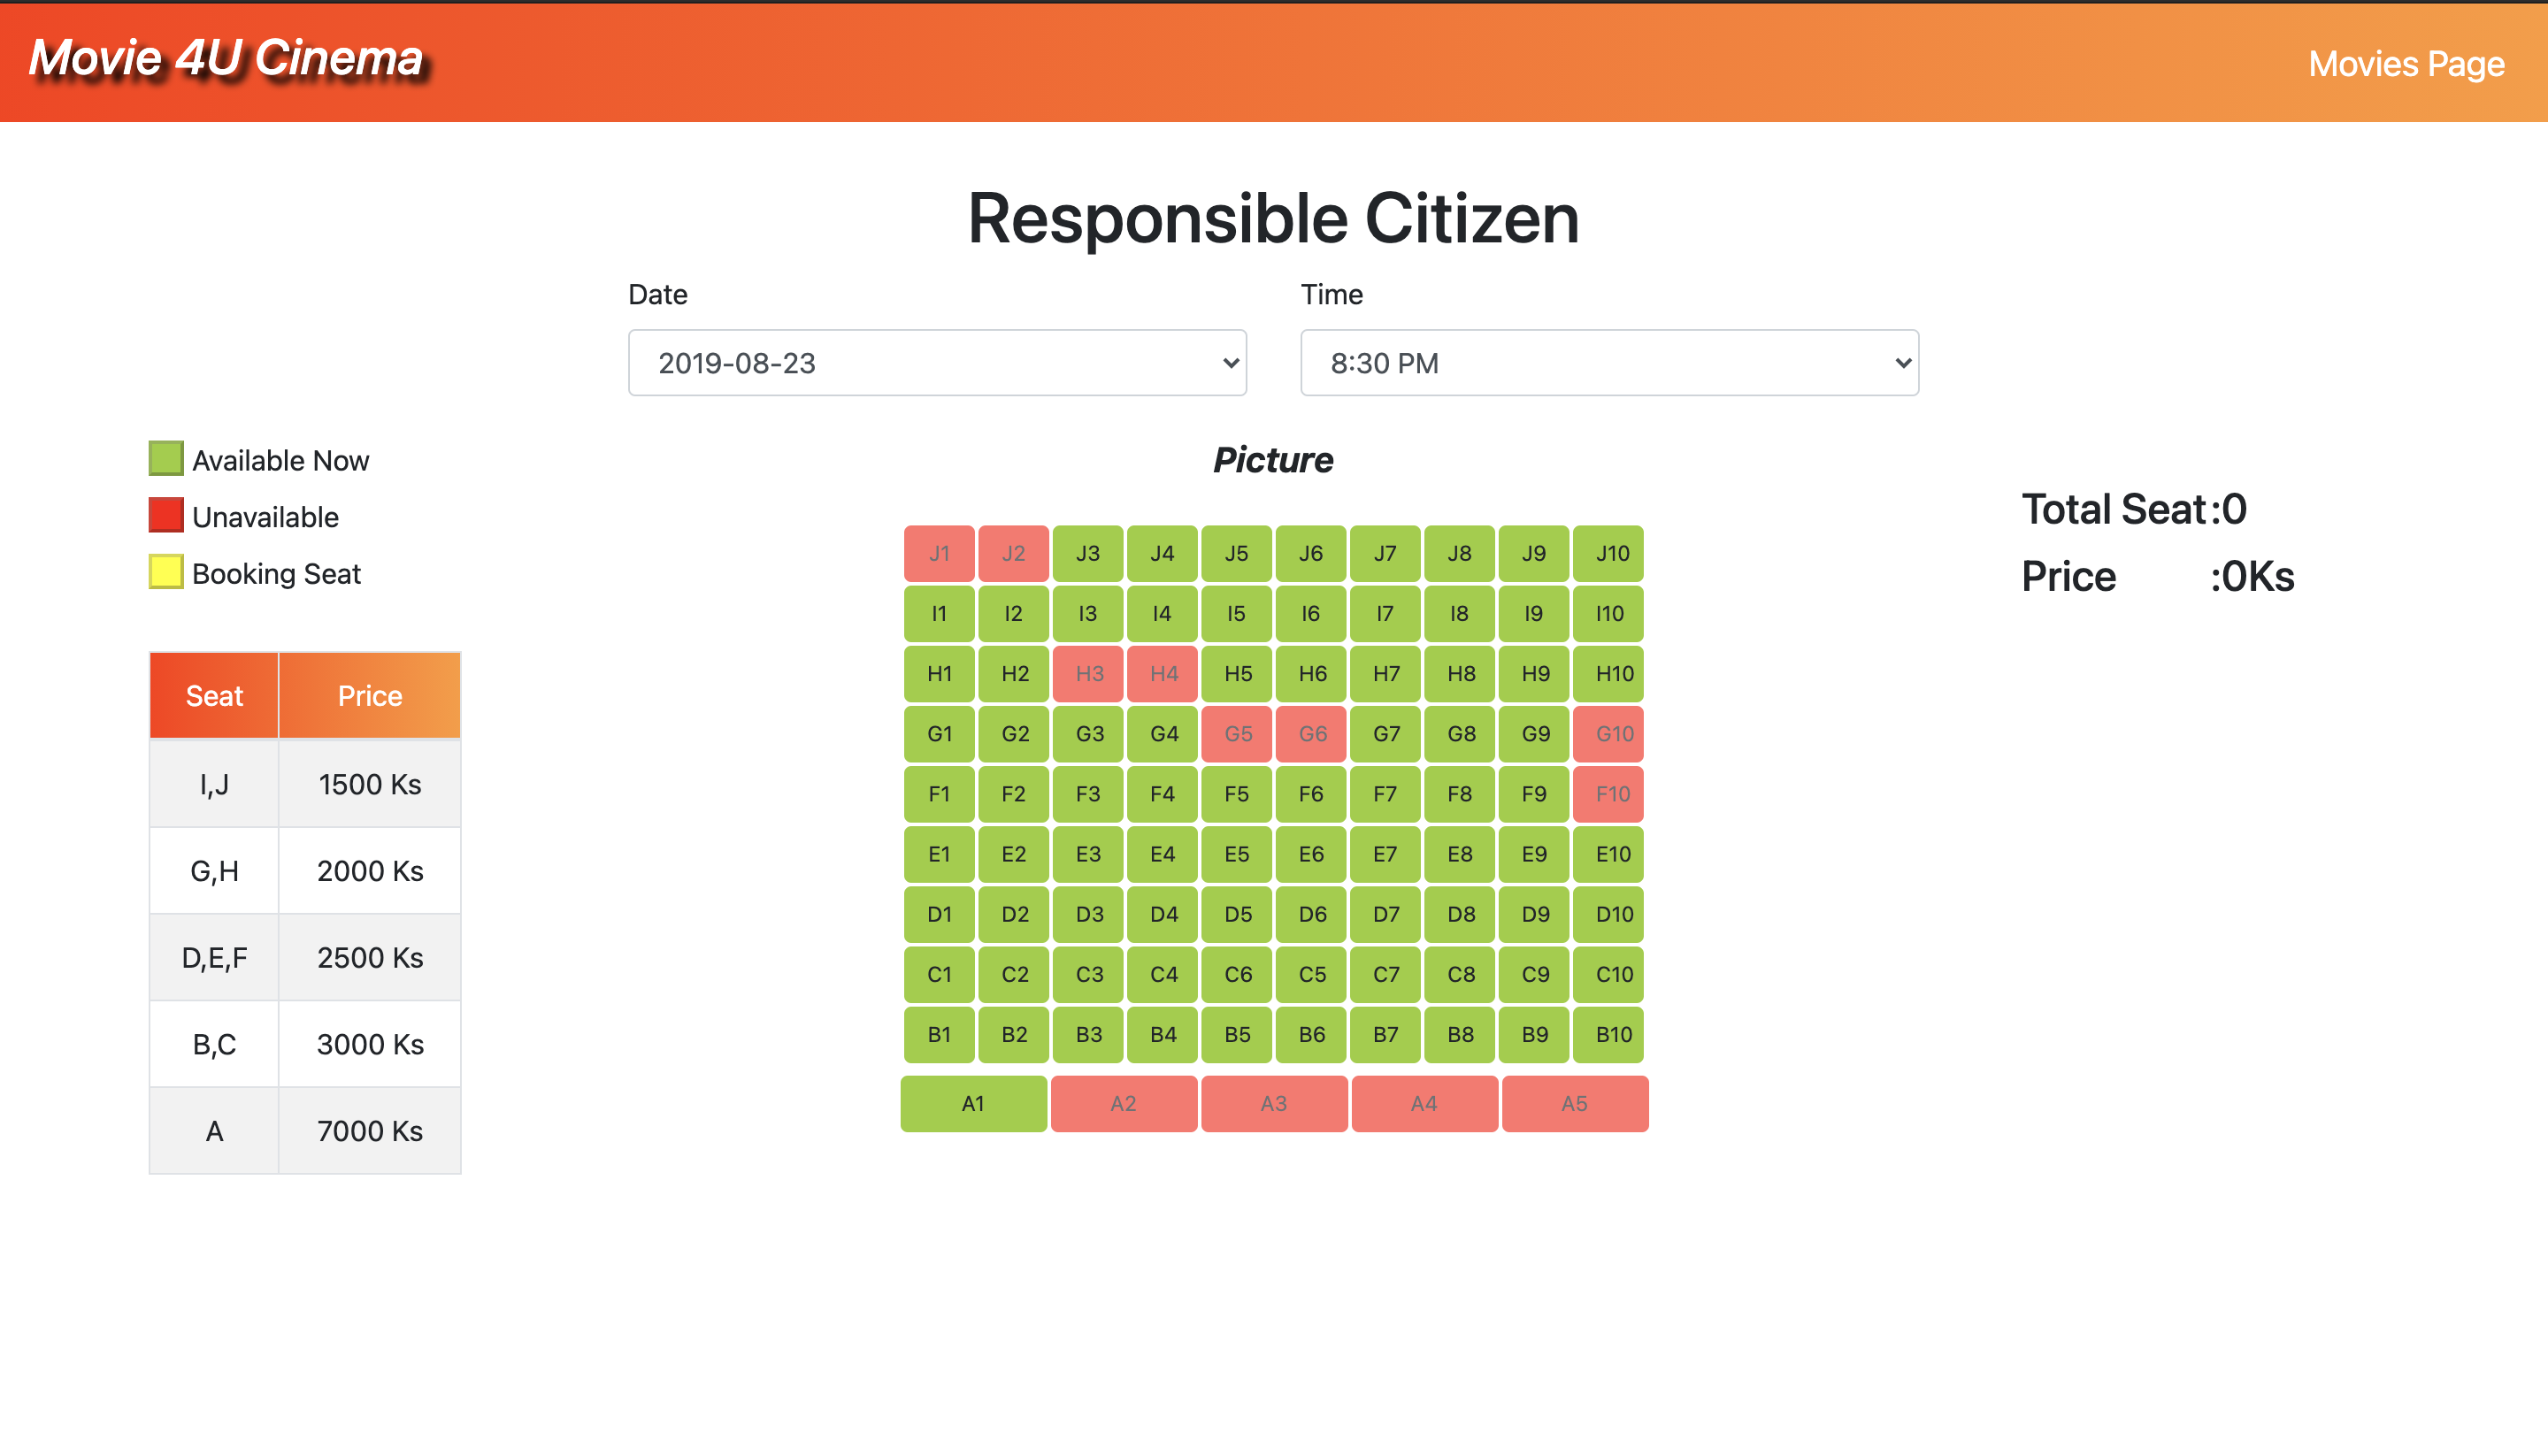 Movie 4U Cinema
Movies Page
Responsible Citizen
Date
Time
2019-08-23
8:30 PM
Available Now
Unavailable
Booking Seat
Seat Price
I,J 1500 Ks
G,H 2000 Ks
D,E,F 2500 Ks
B,C 3000 Ks
A 7000 Ks
Picture
J1 J2 J3 J4 J5 J6 J7 J8 J9 J10
I1 I2 I3 I4 I5 I6 I7 I8 I9 I10
H1 H2 H3 H4 H5 H6 H7 H8 H9 H10
G1 G2 G3 G4 G5 G6 G7 G8 G9 G10
F1 F2 F3 F4 F5 F6 F7 F8 F9 F10
E1 E2 E3 E4 E5 E6 E7 E8 E9 E10
D1 D2 D3 D4 D5 D6 D7 D8 D9 D10
C1 C2 C3 C4 C6 C5 C7 C8 C9 C10
B1 B2 B3 B4 B5 B6 B7 B8 B9 B10
A1 A2 A3 A4 A5
Total Seat :0
Price :0Ks